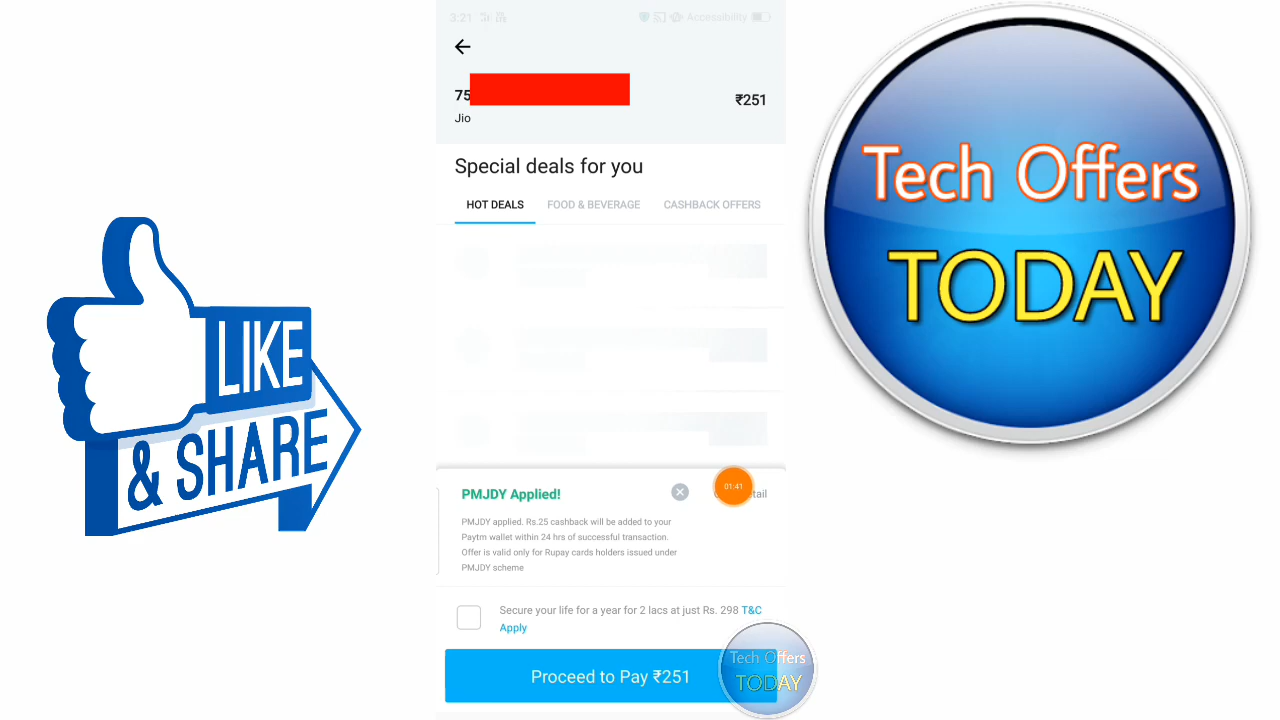 3:21
Accessibility
75
₹251
Jio
Special deals for you
HOT DEALS FOOD & BEVERAGE CASHBACK OFFERS
PMJDY Applied!
01:41
PMJDY applied. Rs.25 cashback will be added to your
Paytm wallet within 24 hrs of successful transaction.
Offer is valid only for Rupay cards holders issued under
PMJDY scheme
Secure your life for a year for 2 lacs at just Rs. 298 T&C
Apply
Proceed to Pay ₹251
LIKE
& SHARE
Tech Offers
TODAY
Tech Offers
TODAY